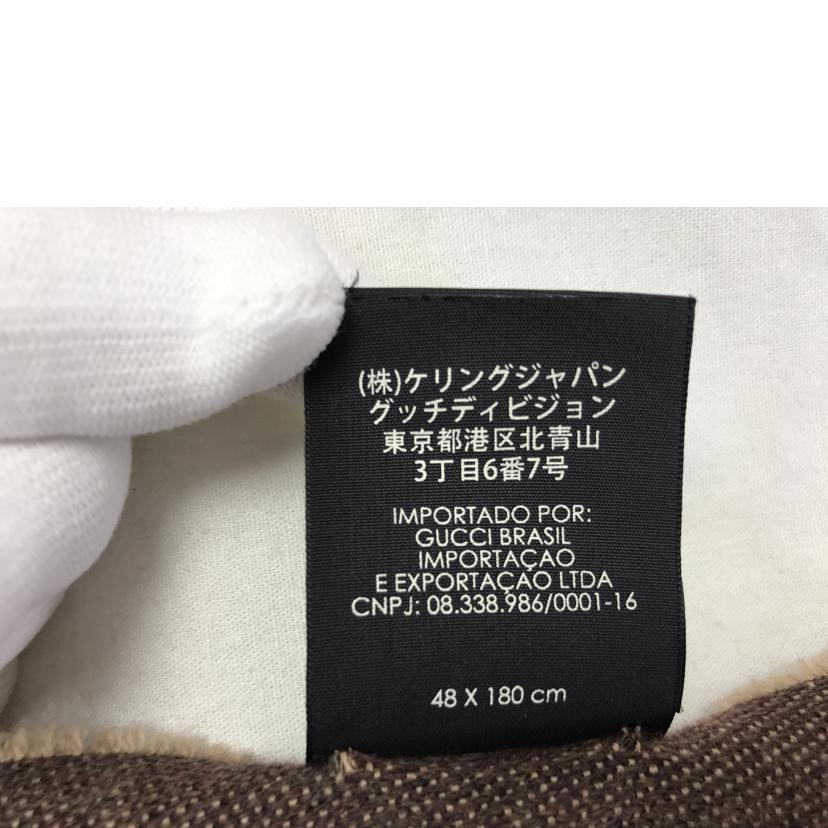 (株)ケリングジャパン
グッチディビジョン
東京都港区北青山
3丁目6番7号
IMPORTADO POR:
GUCCI BRASIL
IMPORTAÇAO
E EXPORTAÇAO LTDA
CNPJ: 08.338.986/0001-16
48 X 180 cm